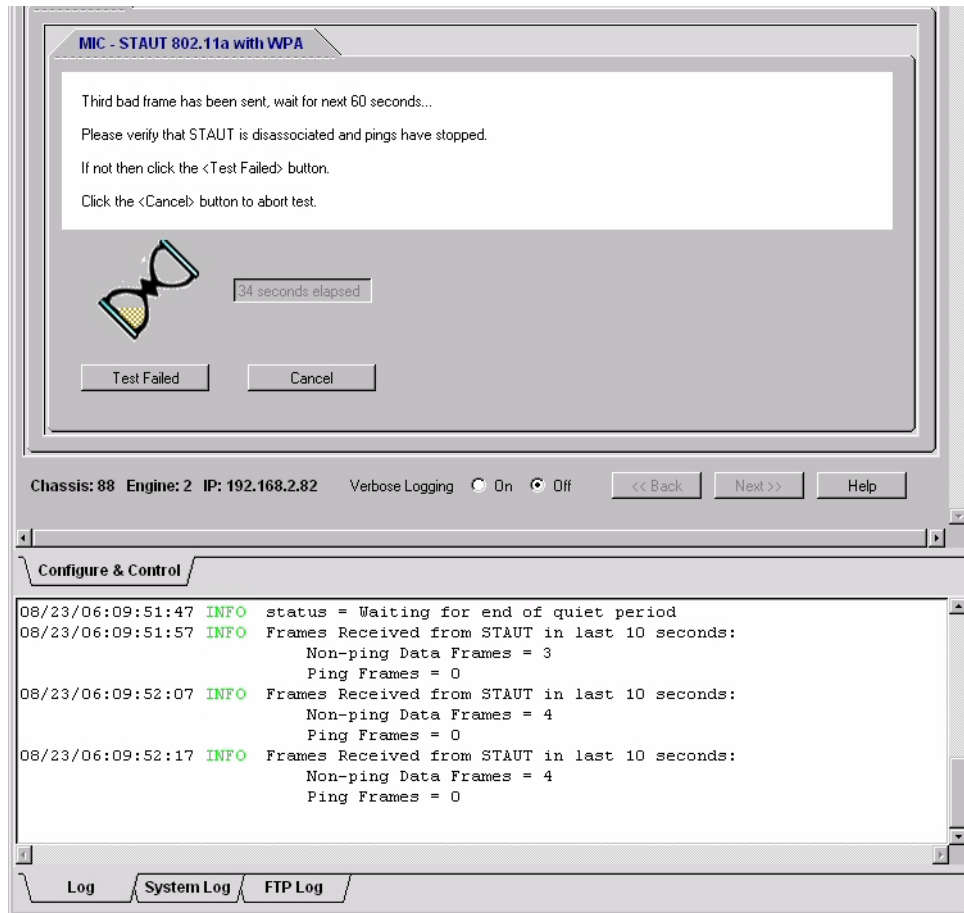 MIC - STAUT 802.11a with WPA
Third bad frame has been sent, wait for next 60 seconds...
Please verify that STAUT is disassociated and pings have stopped.
If not then click the <Test Failed> button.
Click the <Cancel> button to abort test.
34 seconds elapsed
Test Failed Cancel
Chassis: 88 Engine: 2 IP: 192.168.2.82 Verbose Logging On Off << Back Next >> Help
Configure & Control
08/23/06:09:51:47 INFO status = Waiting for end of quiet period
08/23/06:09:51:57 INFO Frames Received from STAUT in last 10 seconds:
Non-ping Data Frames = 3
Ping Frames = 0
08/23/06:09:52:07 INFO Frames Received from STAUT in last 10 seconds:
Non-ping Data Frames = 4
Ping Frames = 0
08/23/06:09:52:17 INFO Frames Received from STAUT in last 10 seconds:
Non-ping Data Frames = 4
Ping Frames = 0
Log System Log FTP Log